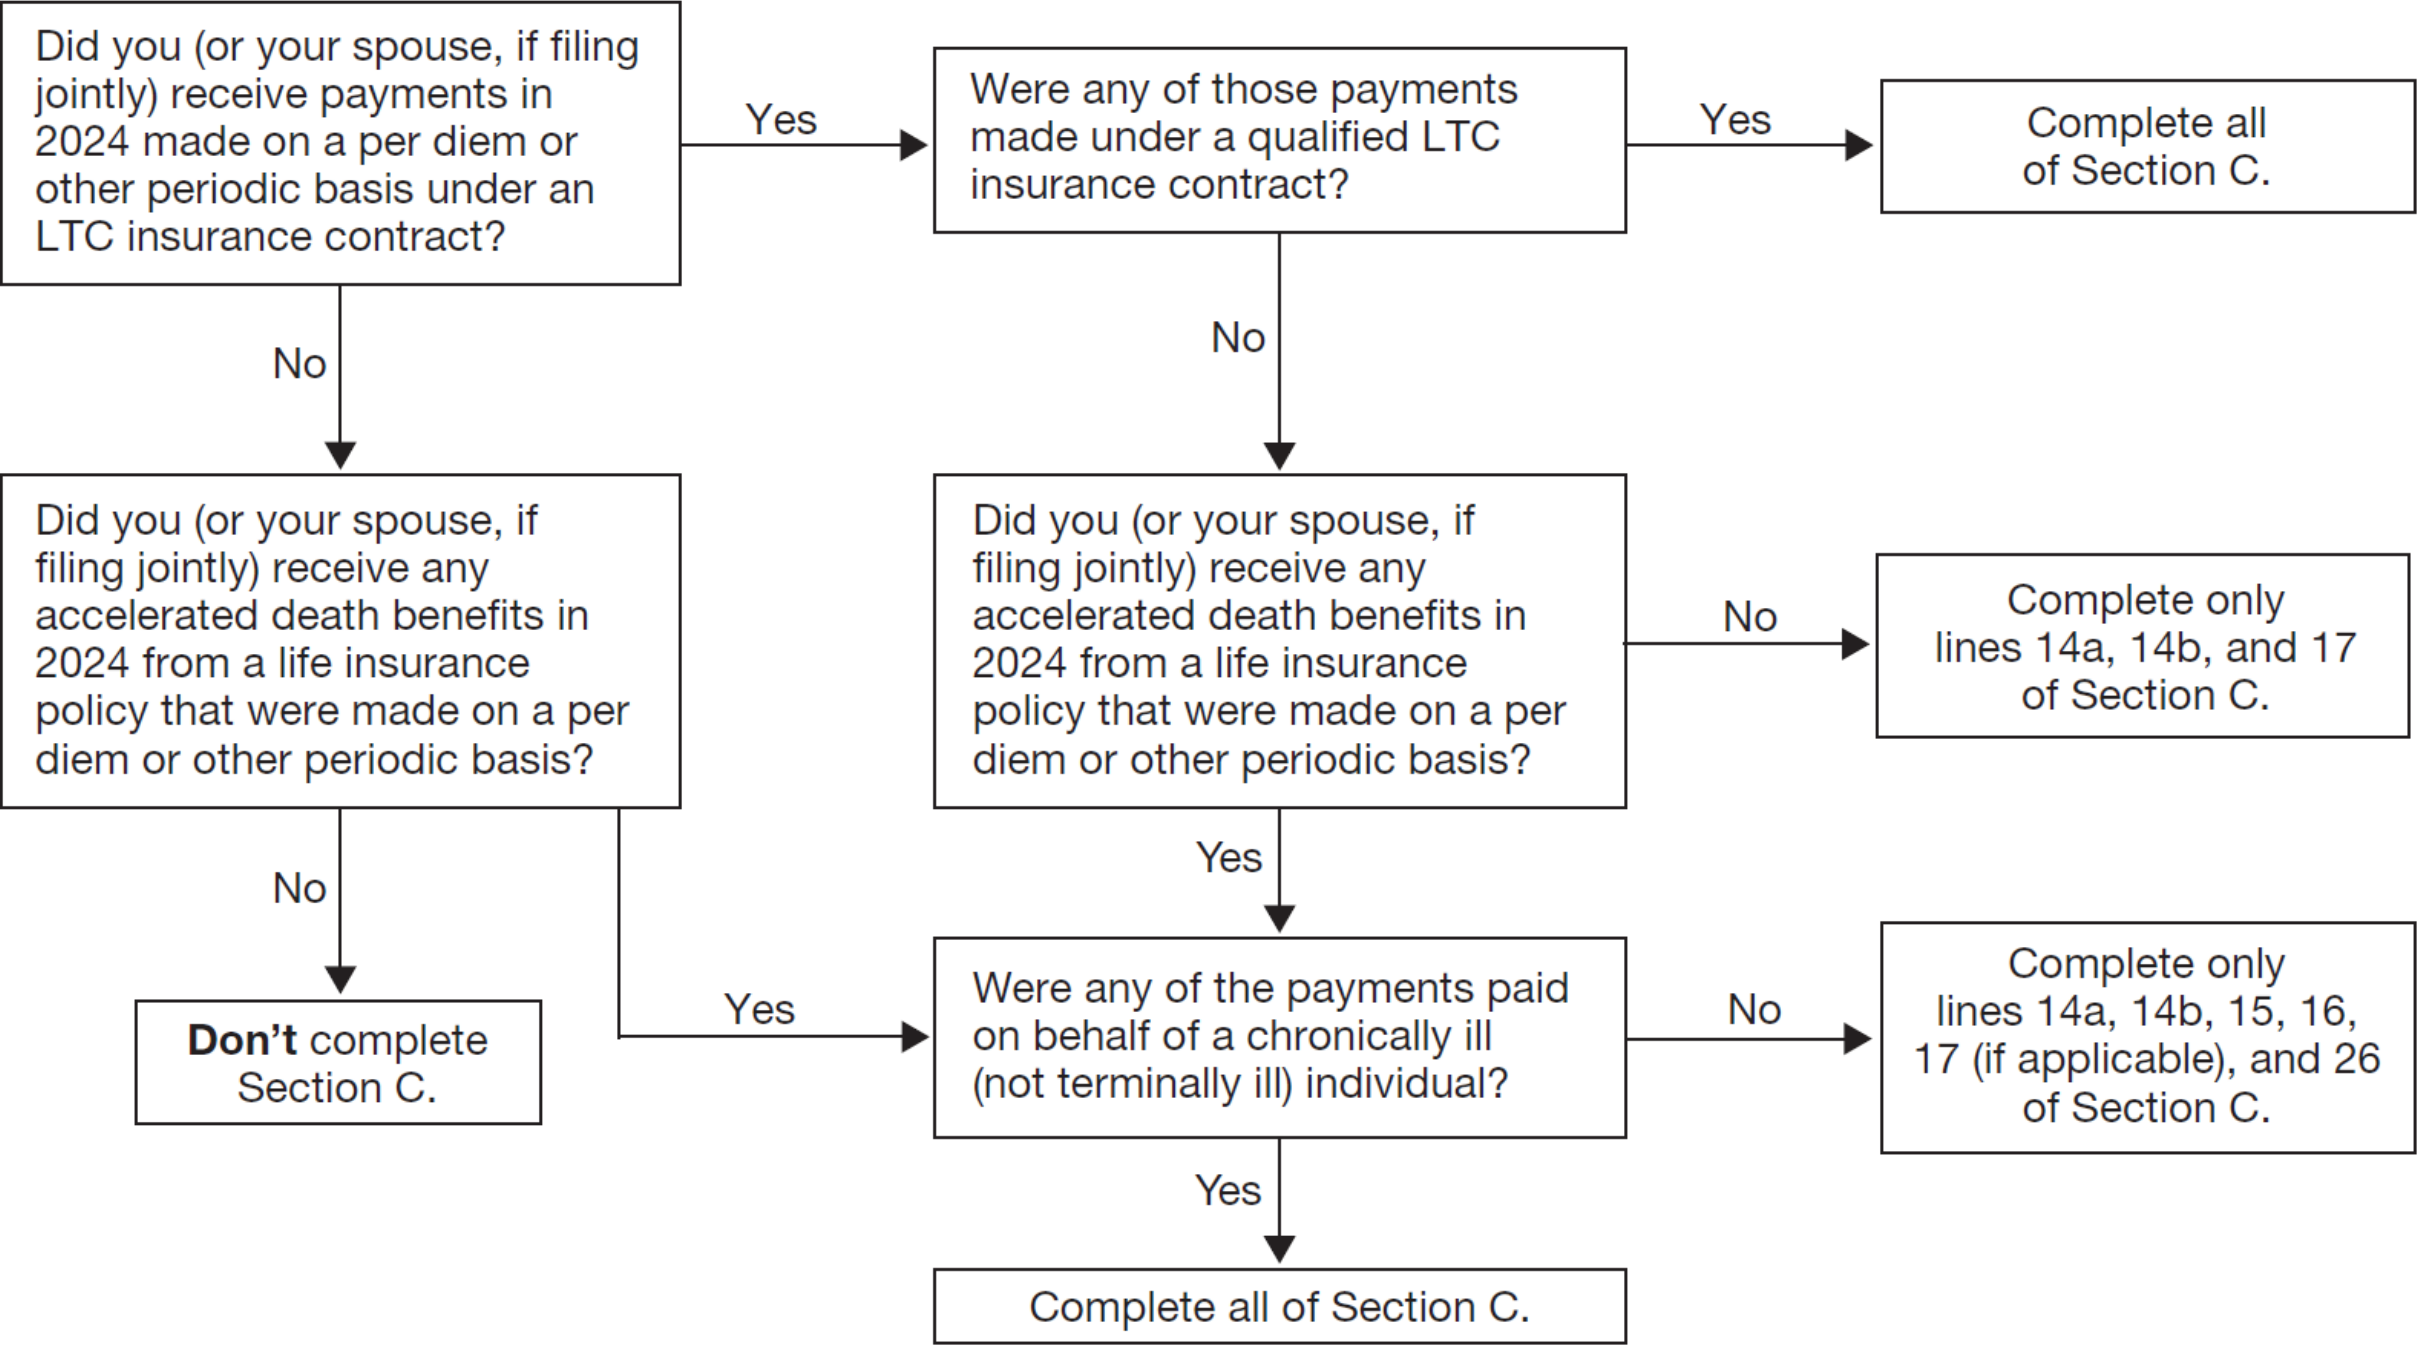 Did you (or your spouse, if filing
jointly) receive payments in
2024 made on a per diem or
other periodic basis under an
LTC insurance contract?
Yes
Were any of those payments
made under a qualified LTC
insurance contract?
Yes
Complete all
of Section C.
No
No
Did you (or your spouse, if
filing jointly) receive any
accelerated death benefits in
2024 from a life insurance
policy that were made on a per
diem or other periodic basis?
Did you (or your spouse, if
filing jointly) receive any
accelerated death benefits in
2024 from a life insurance
policy that were made on a per
diem or other periodic basis?
No
Complete only
lines 14a, 14b, and 17
of Section C.
No
Yes
Don't complete
Section C.
Yes
Were any of the payments paid
on behalf of a chronically ill
(not terminally ill) individual?
No
Complete only
lines 14a, 14b, 15, 16,
17 (if applicable), and 26
of Section C.
Yes
Complete all of Section C.